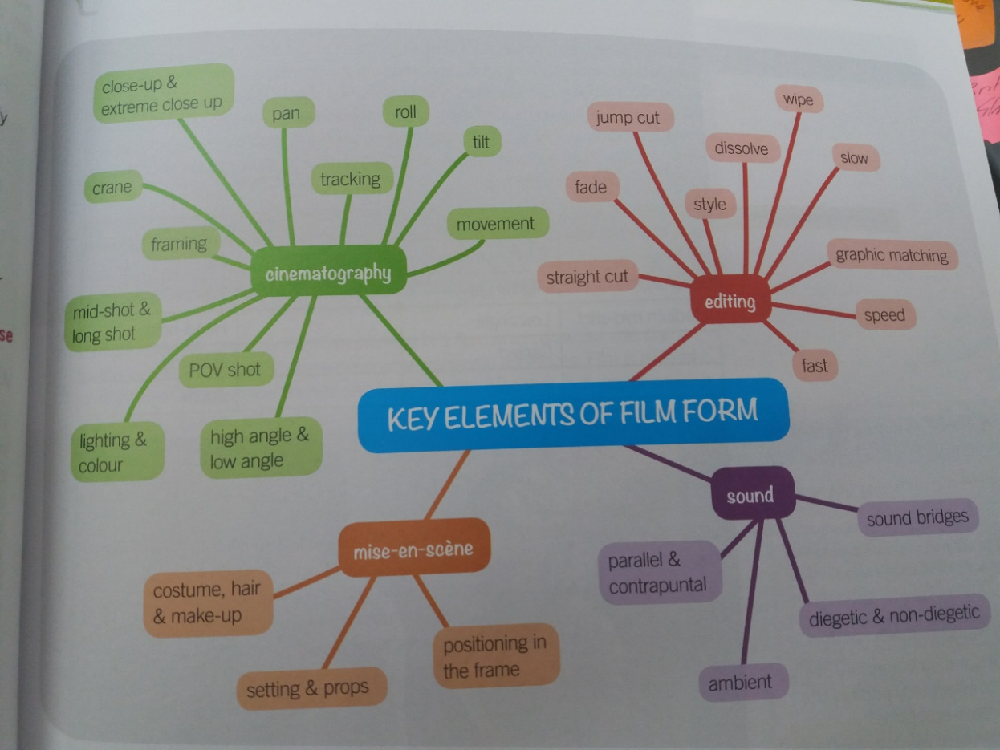 close-up &
extreme close up
pan
roll
tilt
crane
tracking
movement
framing
cinematography
mid-shot &
long shot
POV shot
lighting &
colour
high angle &
low angle
wipe
jump cut
dissolve
slow
fade
style
straight cut
graphic matching
editing
speed
fast
KEY ELEMENTS OF FILM FORM
mise-en-scène
costume, hair
& make-up
setting & props
positioning in
the frame
sound
sound bridges
parallel &
contrapuntal
diegetic & non-diegetic
ambient
y
se